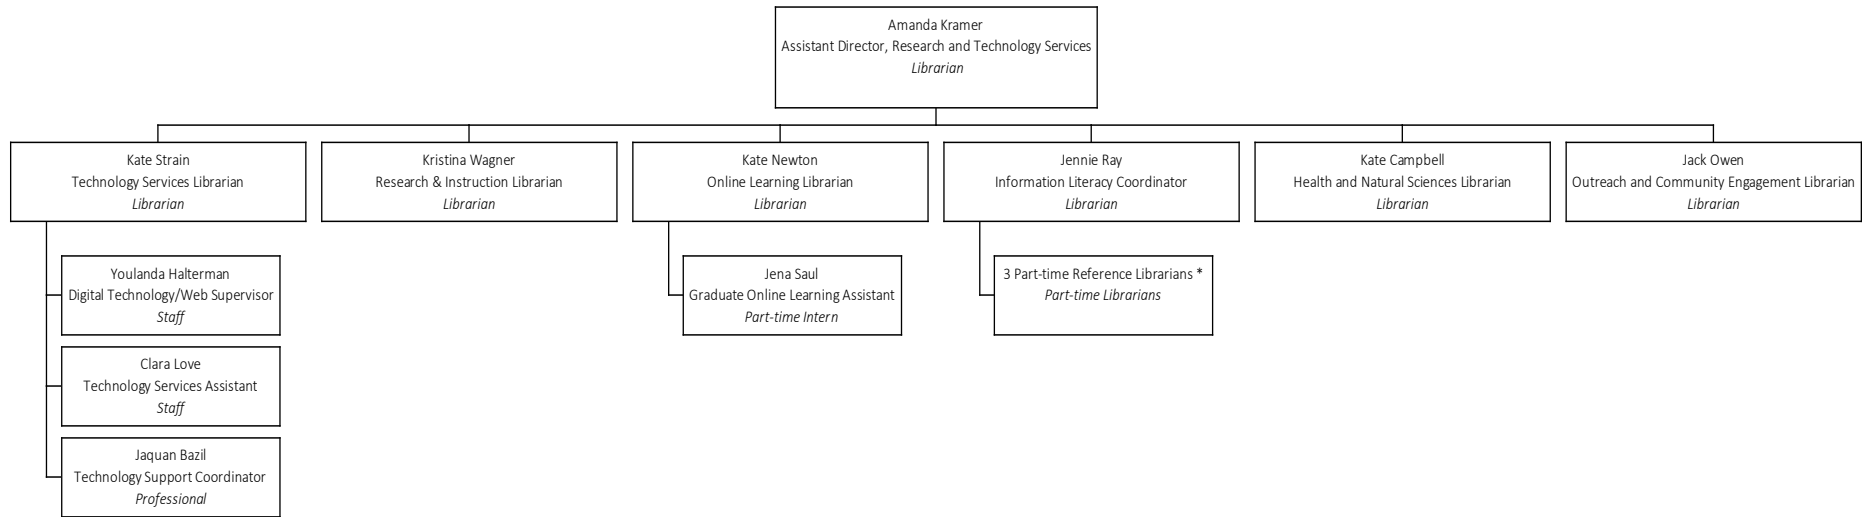 Amanda Kramer
Assistant Director, Research and Technology Services
Librarian
Kate Strain
Technology Services Librarian
Librarian
Kristina Wagner
Research & Instruction Librarian
Librarian
Kate Newton
Online Learning Librarian
Librarian
Jennie Ray
Information Literacy Coordinator
Librarian
Kate Campbell
Health and Natural Sciences Librarian
Librarian
Jack Owen
Outreach and Community Engagement Librarian
Librarian
Youlanda Halterman
Digital Technology/Web Supervisor
Staff
Clara Love
Technology Services Assistant
Staff
Jaquan Bazil
Technology Support Coordinator
Professional
Jena Saul
Graduate Online Learning Assistant
Part-time Intern
3 Part-time Reference Librarians *
Part-time Librarians